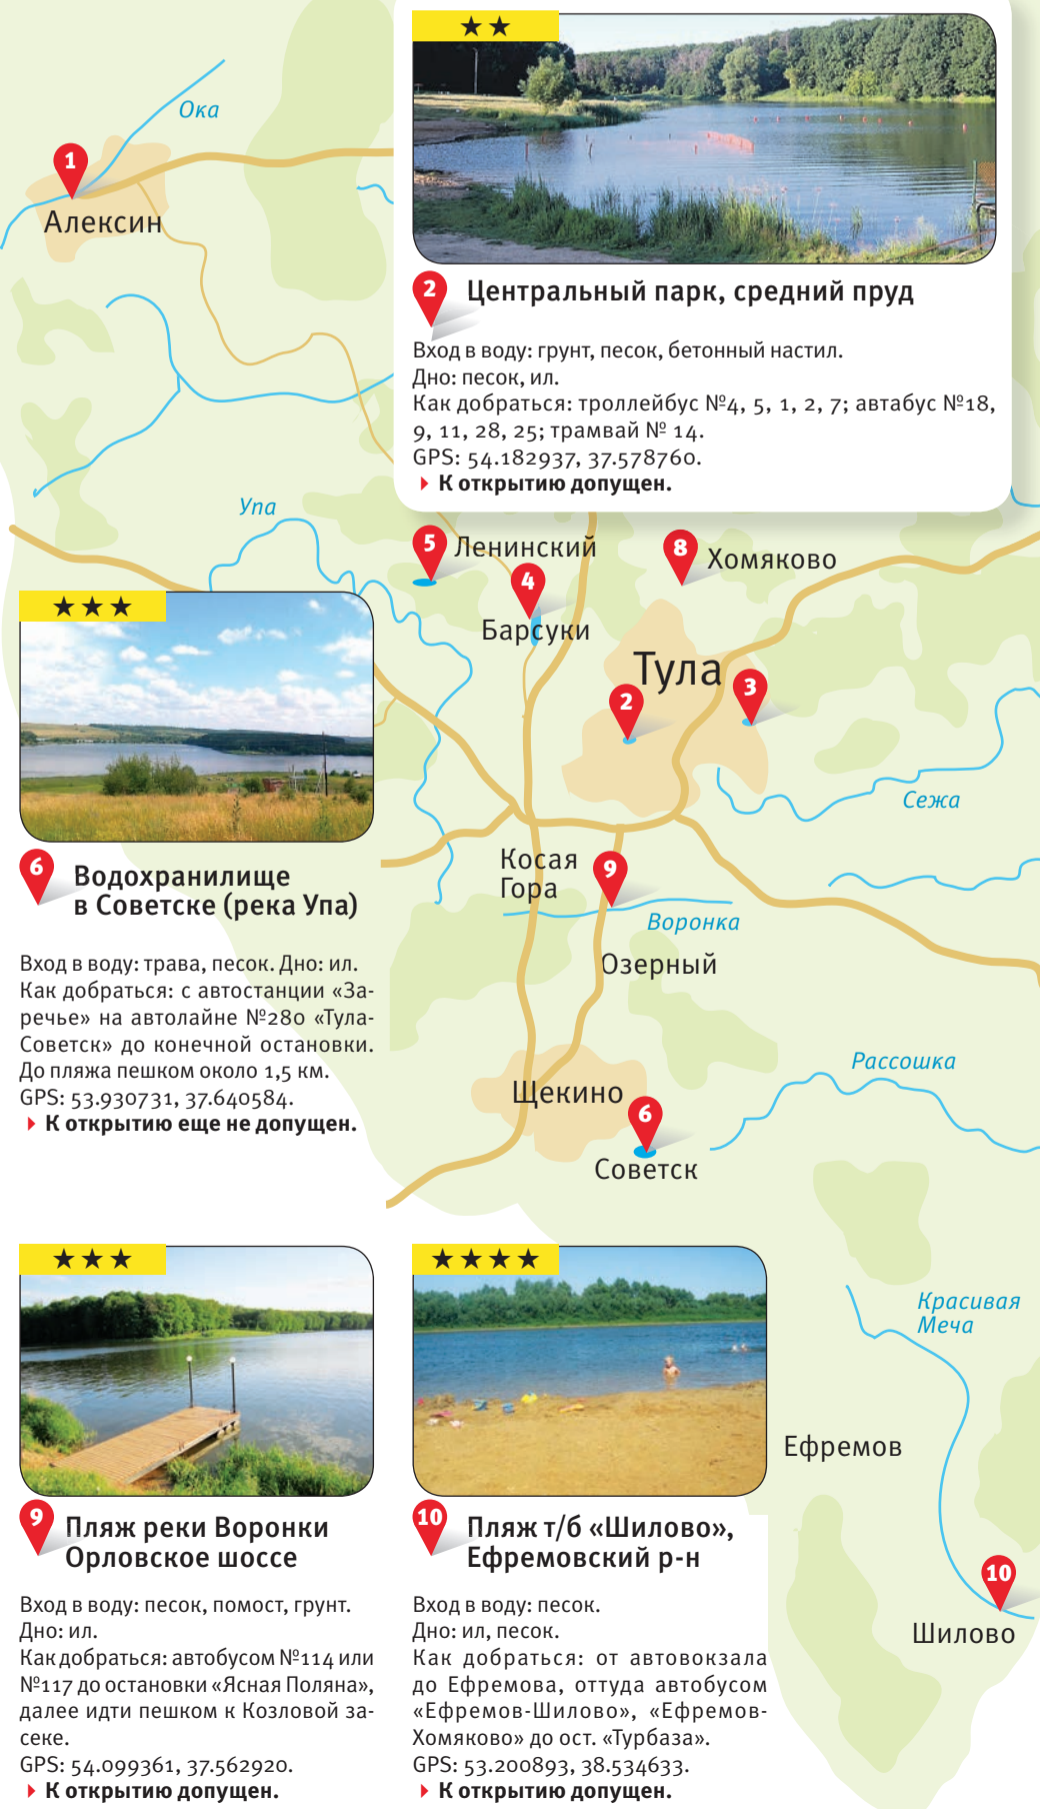 Ока
1
Алексин
2
Центральный парк, средний пруд
Вход в воду: грунт, песок, бетонный настил.
Дно: песок, ил.
Как добраться: троллейбус №4, 5, 1, 2, 7; автабус №18,
9, 11, 28, 25; трамвай № 14.
GPS: 54.182937, 37.578760.
К открытию допущен.
Упа
5
Ленинский
4
Барсуки
8
Хомяково
Тула
2
3
Сежа
6
Водохранилище
в Советске (река Упа)
Вход в воду: трава, песок. Дно: ил.
Как добраться: с автостанции «За-
речье» на автолайне №280 «Тула-
Советск» до конечной остановки.
До пляжа пешком около 1,5 км.
GPS: 53.930731, 37.640584.
К открытию еще не допущен.
Косая
Гора
9
Воронка
Озерный
Рассошка
Щекино
6
Советск
Красивая
Меча
Ефремов
10
Шилово
9
Пляж реки Воронки
Орловское шоссе
Вход в воду: песок, помост, грунт.
Дно: ил.
Как добраться: автобусом №114 или
№117 до остановки «Ясная Поляна»,
далее идти пешком к Козловой за-
секе.
GPS: 54.099361, 37.562920.
К открытию допущен.
10
Пляж т/б «Шилово»,
Ефремовский р-н
Вход в воду: песок.
Дно: ил, песок.
Как добраться: от автовокзала
до Ефремова, оттуда автобусом
«Ефремов-Шилово», «Ефремов-
Хомяково» до ост. «Турбаза».
GPS: 53.200893, 38.534633.
К открытию допущен.